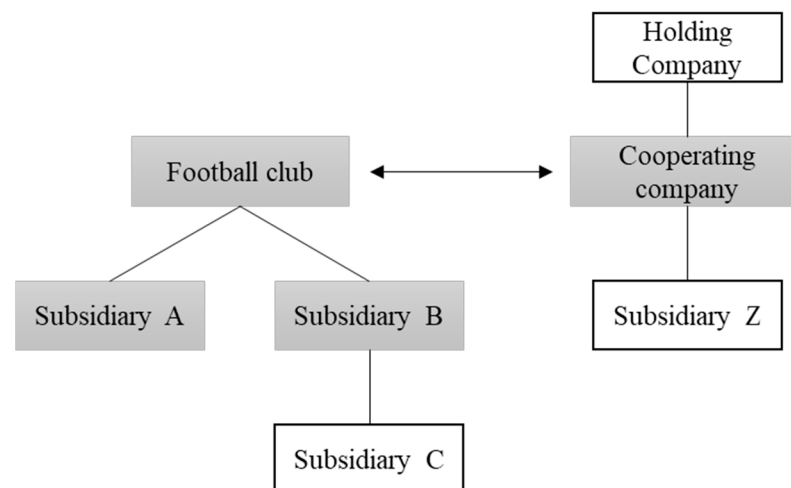 Holding
Company
Football club
Cooperating
company
Subsidiary A
Subsidiary B
Subsidiary Z
Subsidiary C